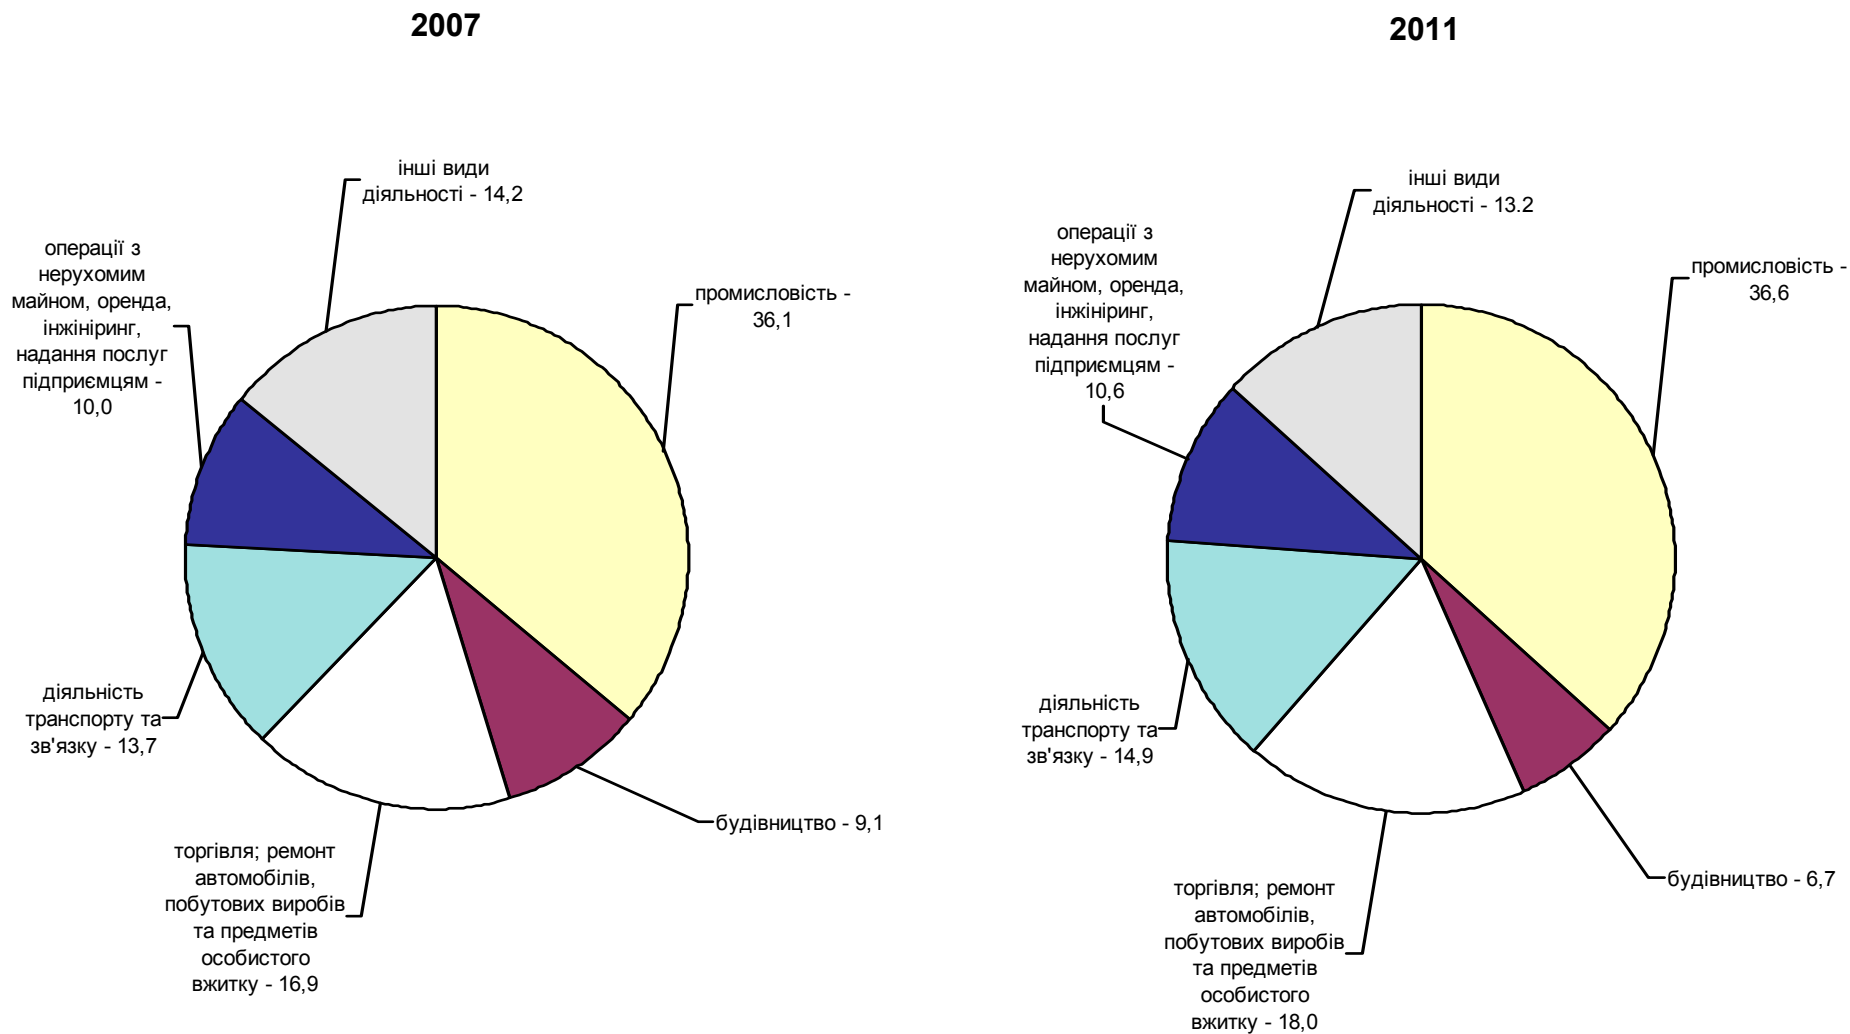 2007
інші види
діяльності - 14,2
операції з
нерухомим
майном, оренда,
інжініринг,
надання послуг
підприємцям -
10,0
промисловість -
36,1
діяльність
транспорту та
зв'язку - 13,7
будівництво - 9,1
торгівля; ремонт
автомобілів,
побутових виробів
та предметів
особистого
вжитку - 16,9
2011
інші види
діяльності - 13.2
операції з
нерухомим
майном, оренда,
інжініринг,
надання послуг
підприємцям -
10,6
промисловість -
36,6
діяльність
транспорту та
зв'язку - 14,9
будівництво - 6,7
торгівля; ремонт
автомобілів,
побутових виробів
та предметів
особистого
вжитку - 18,0